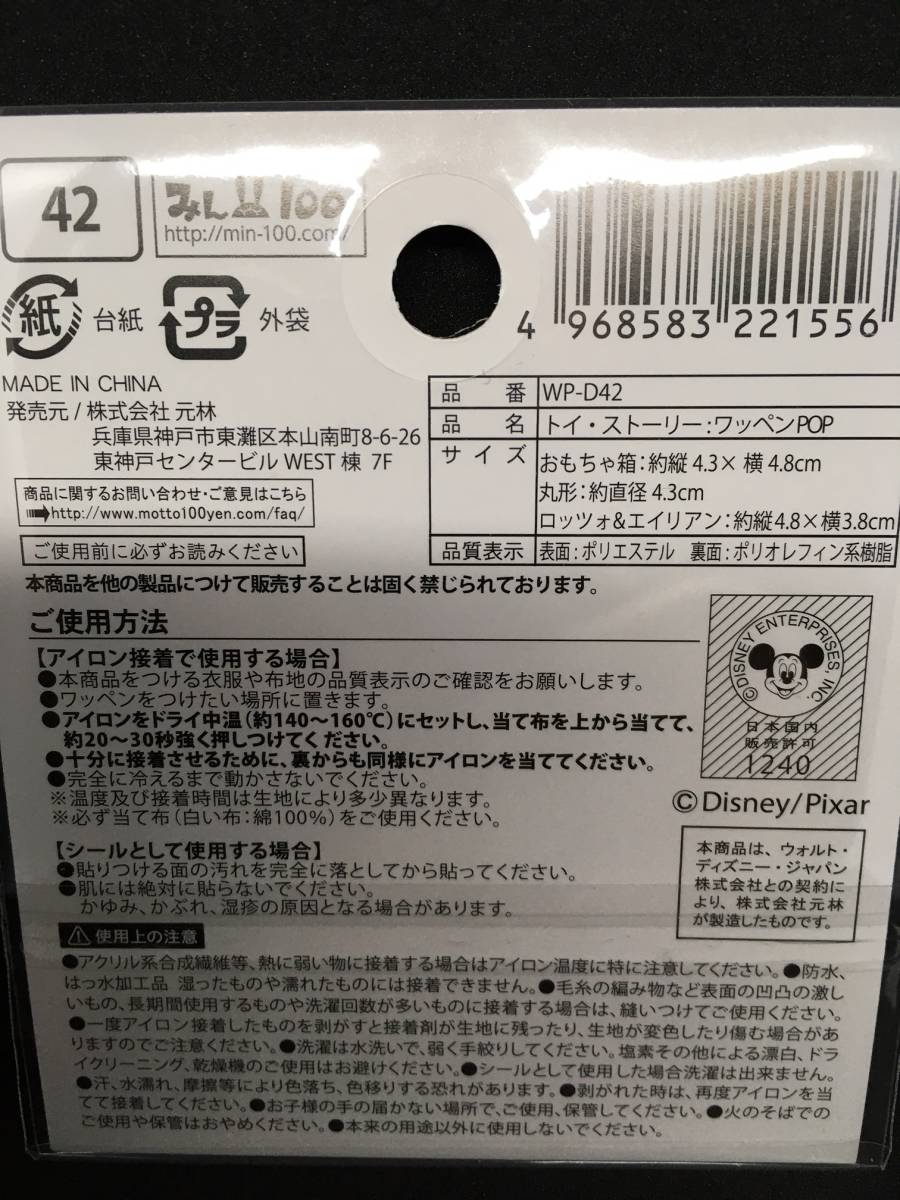 42
みんなの100
http://min-100.com/
4 968583 221556
紙 台紙
プラ 外袋
MADE IN CHINA
発売元 / 株式会社 元林
兵庫県神戸市東灘区本山南町8-6-26
東神戸センタービル WEST 棟 7F
商品に関するお問い合わせ・ご意見はこちら
http://www.motto100yen.com/faq/
ご使用前に必ずお読みください
品番 WP-D42
品名 トイ・ストーリー:ワッペンPOP
サイズ おもちゃ箱:約縦 4.3× 横 4.8cm
丸形:約直径 4.3cm
ロッツォ&エイリアン:約縦4.8×横3.8cm
品質表示 表面:ポリエステル 裏面:ポリオレフィン系樹脂
本商品を他の製品につけて販売することは固く禁じられております。
ご使用方法
【アイロン接着で使用する場合】
●本商品をつける衣服や布地の品質表示のご確認をお願いします。
●ワッペンをつけたい場所に置きます。
●アイロンをドライ中温(約140〜160℃)にセットし、当て布を上から当てて、
約20〜30秒強く押しつけてください。
●十分に接着させるために、裏からも同様にアイロンを当ててください。
●完全に冷えるまで動かさないでください。
※温度及び接着時間は生地により多少異なります。
※必ず当て布(白い布:綿100%)をご使用ください。
©DISNEY ENTERPRISES INC.
日本国内
販売許可
1240
©Disney/Pixar
本商品は、ウォルト・
ディズニー・ジャパン
株式会社との契約に
より、株式会社元林
が製造したものです。
【シールとして使用する場合】
●貼りつける面の汚れを完全に落としてから貼ってください。
●肌には絶対に貼らないでください。
かゆみ、かぶれ、湿疹の原因となる場合があります。
⚠使用上の注意
●アクリル系合成繊維等、熱に弱い物に接着する場合はアイロン温度に特に注意してください。●防水、
はっ水加工品 湿ったものや濡れたものには接着できません。●毛糸の編み物など表面の凹凸の激し
いもの、長期間使用するものや洗濯回数が多いものに接着する場合は、縫いつけてご使用ください。
●一度アイロン接着したものを剥がすと接着剤が生地に残ったり、生地が変色したり傷む場合があ
りますのでご注意ください。●洗濯は水洗いで、弱く手絞りしてください。塩素その他による漂白、ドラ
イクリーニング、乾燥機のご使用はお避けください。●シールとして使用した場合洗濯は出来ません。
●汗、水濡れ、摩擦等により色落ち、色移りする恐れがあります。●剥がれた時は、再度アイロンを当
てて接着してください。●お子様の手の届かない場所で、ご使用、保管してください。●火のそばでの
ご使用や保管はおやめください。●本来の用途以外に使用しないでください。